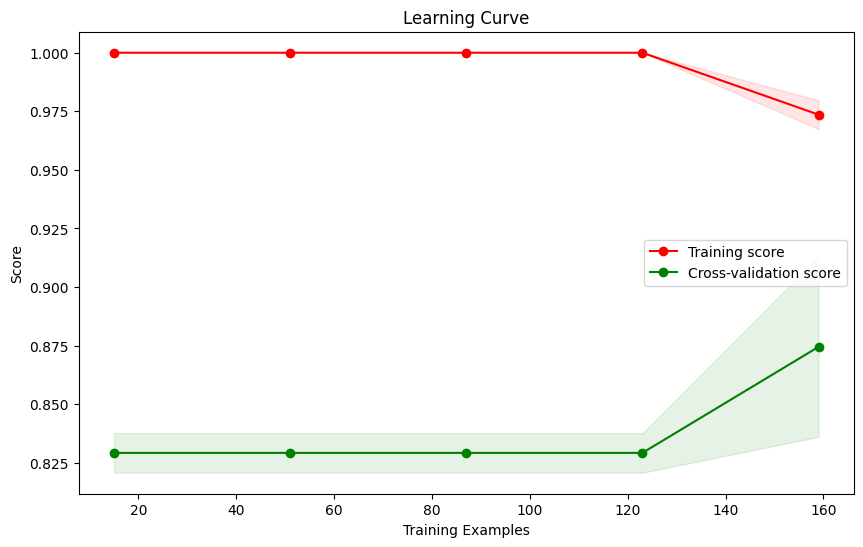 Learning Curve
1.000
0.975
0.950
0.925
0.900
0.875
0.850
0.825
Score
Training score
Cross-validation score
20 40 60 80 100 120 140 160
Training Examples